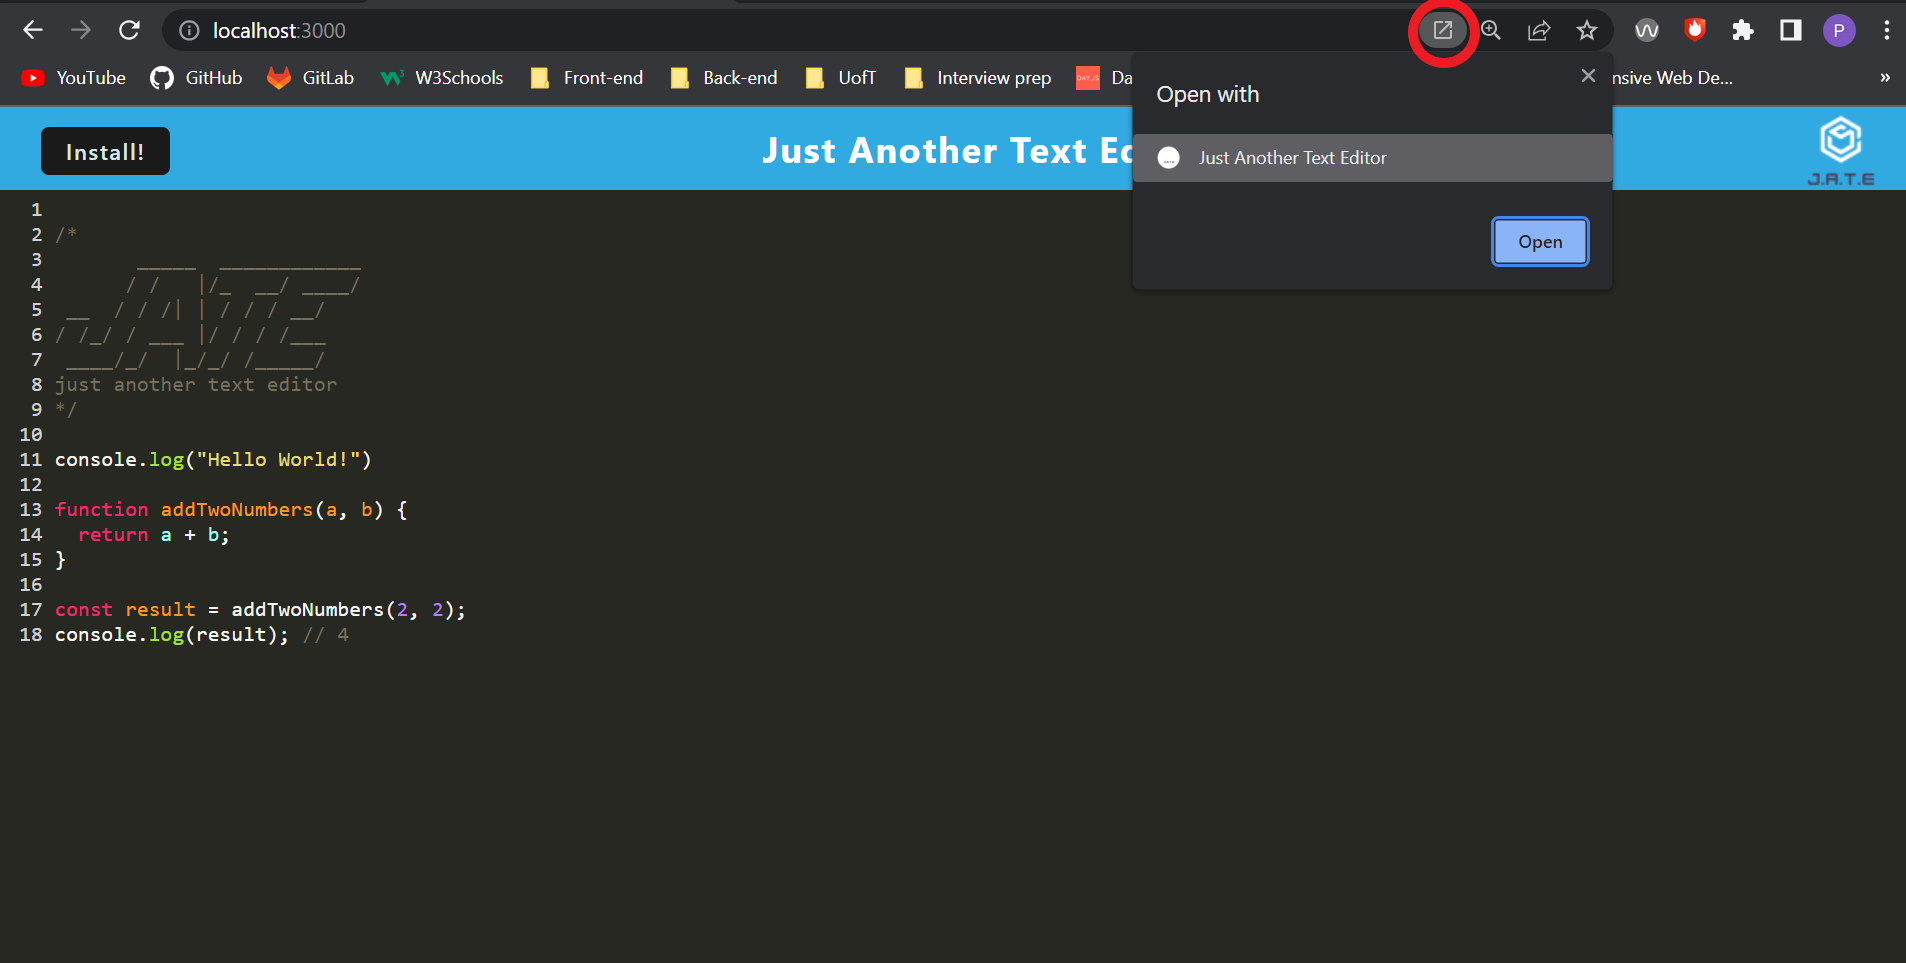 localhost:3000
P
YouTube GitHub GitLab W3Schools Front-end Back-end UofT Interview prep DAY.JS Da nsive Web De... »
Open with
Just Another Text Editor
Open
Install! Just Another Text Ed
J.A.T.E
1
2 /*
3       _____  ____________
4      / /   |/_  __/ ____/
5 __  / / /| | / / / __/
6 / /_/ / ___ |/ / / /___
7 ____/_/  |_/_/ /_____/
8 just another text editor
9 */
10
11 console.log("Hello World!")
12
13 function addTwoNumbers(a, b) {
14   return a + b;
15 }
16
17 const result = addTwoNumbers(2, 2);
18 console.log(result); // 4